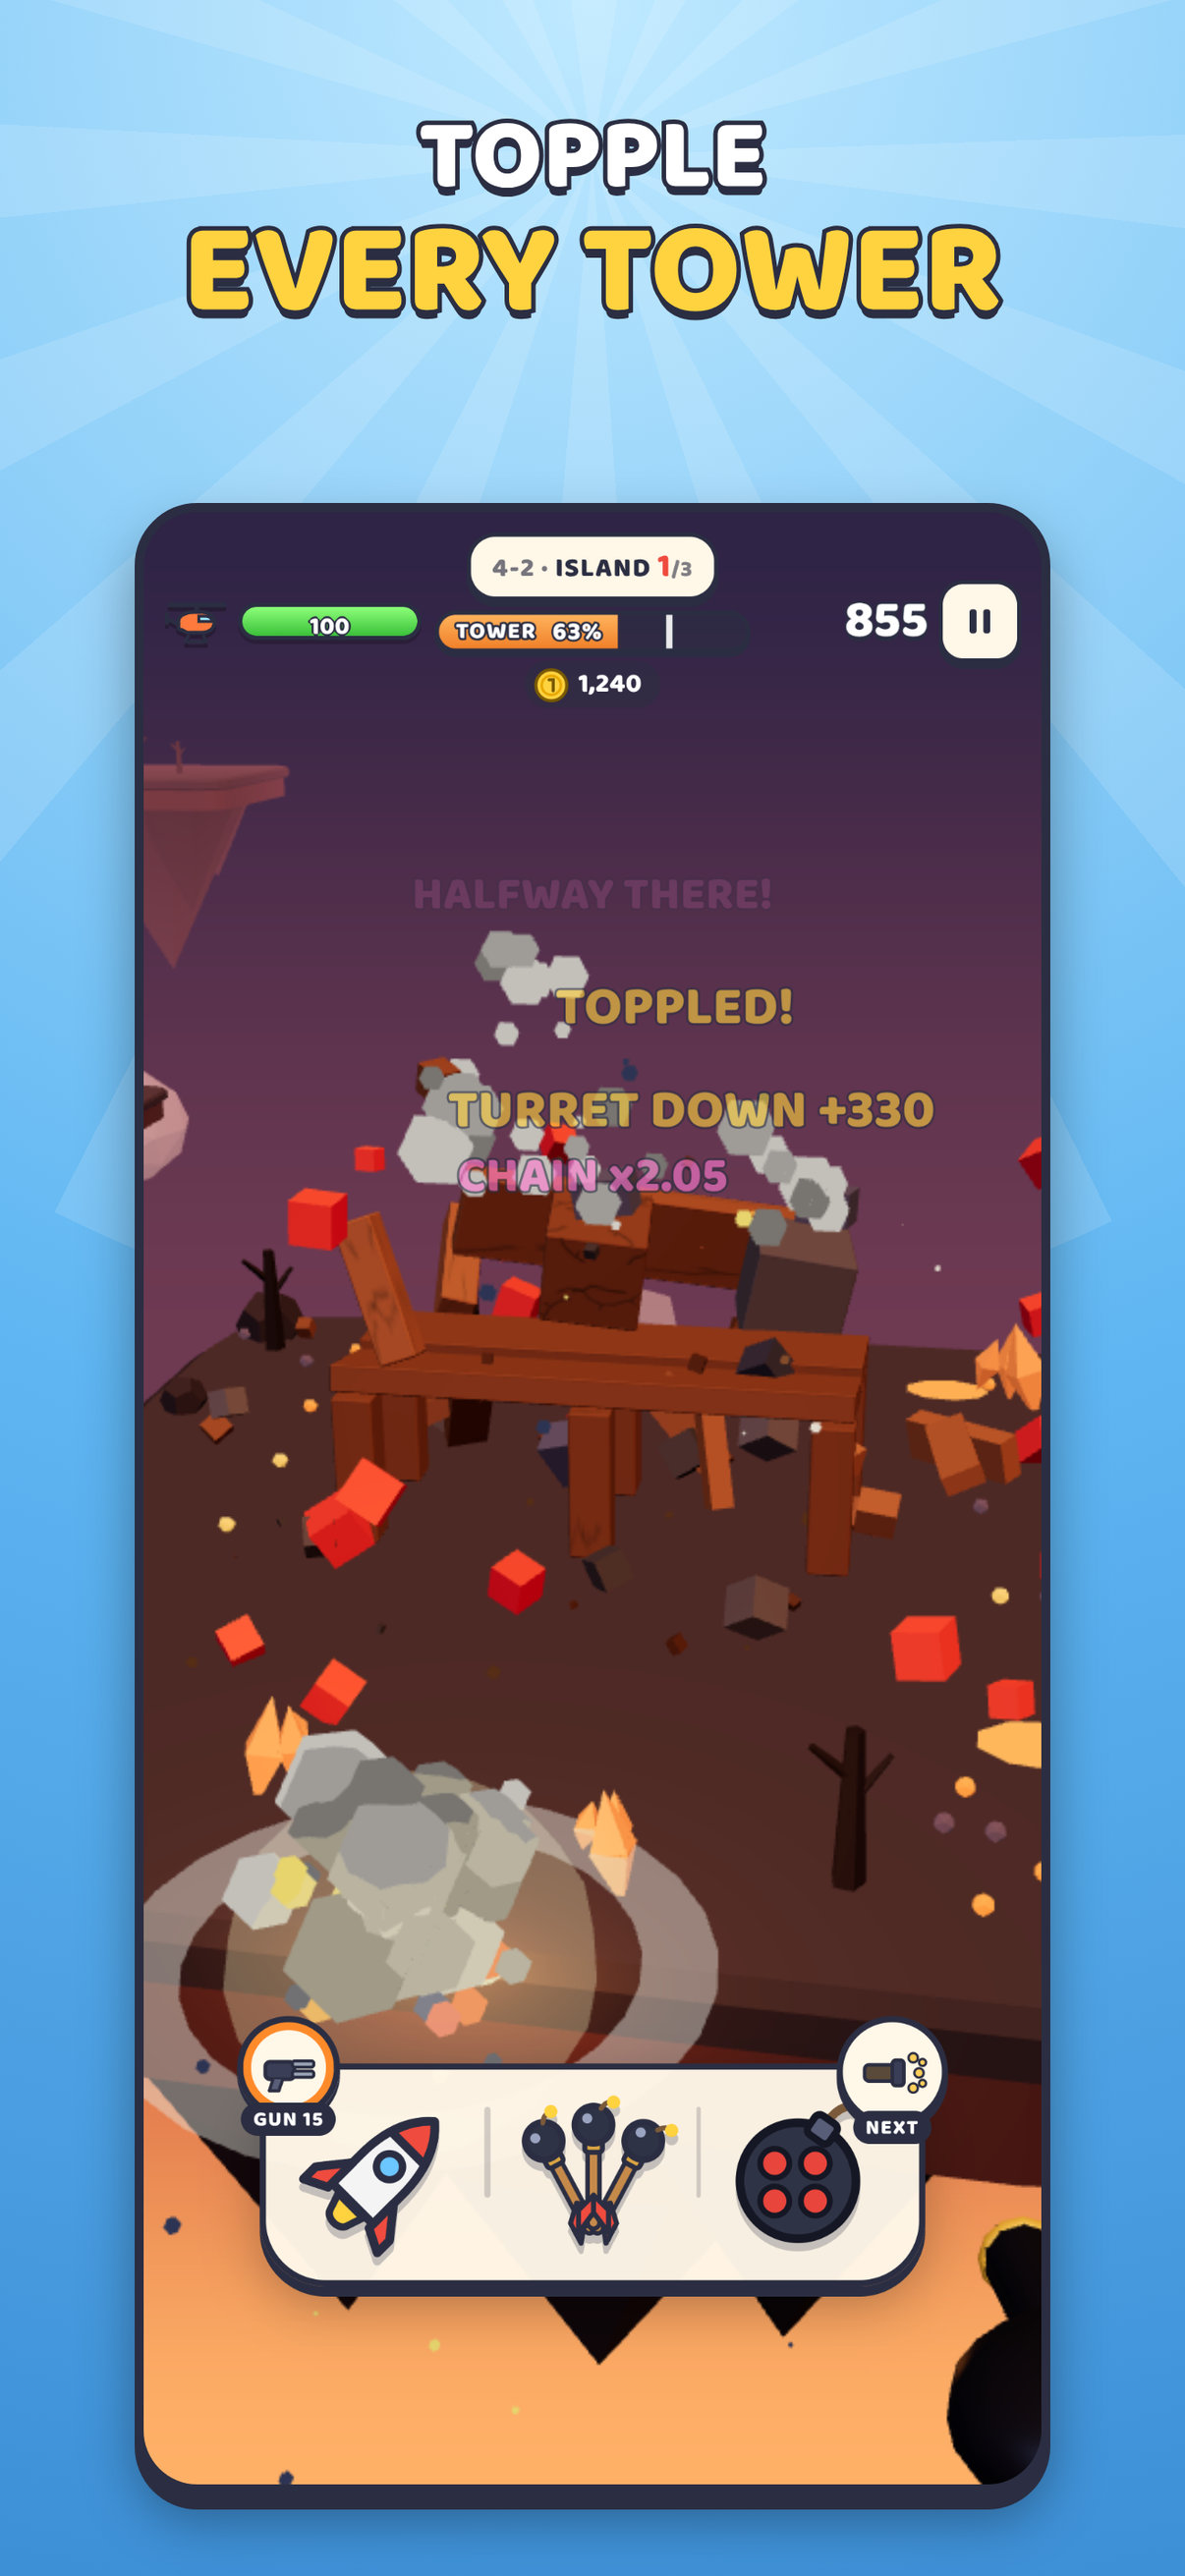 TOPPLE
EVERY TOWER
4-2 • ISLAND 1/3
100
TOWER 63%
855
1
1,240
HALFWAY THERE!
TOPPLED!
TURRET DOWN +330
CHAIN x2.05
GUN 15
NEXT